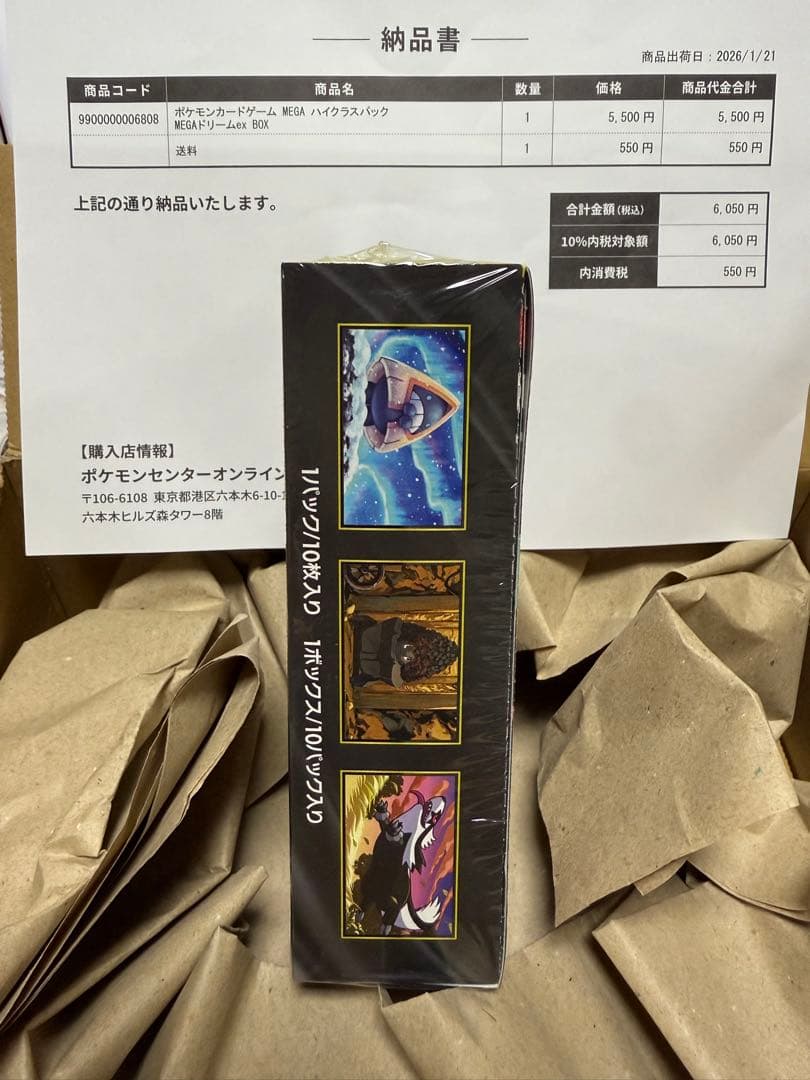 納品書
商品出荷日：2026/1/21
商品コード 商品名 数量 価格 商品代金合計
9900000006808 ポケモンカードゲーム MEGA ハイクラスパック 1 5,500 円 5,500 円
MEGAドリームex BOX
送料 1 550 円 550 円
上記の通り納品いたします。
合計金額(税込) 6,050 円
10%内税対象額 6,050 円
内消費税 550 円
【購入店情報】
ポケモンセンターオンライン
〒106-6108 東京都港区六本木6-10-
六本木ヒルズ森タワー8階
1パック/10枚入り 1ボックス/10パック入り